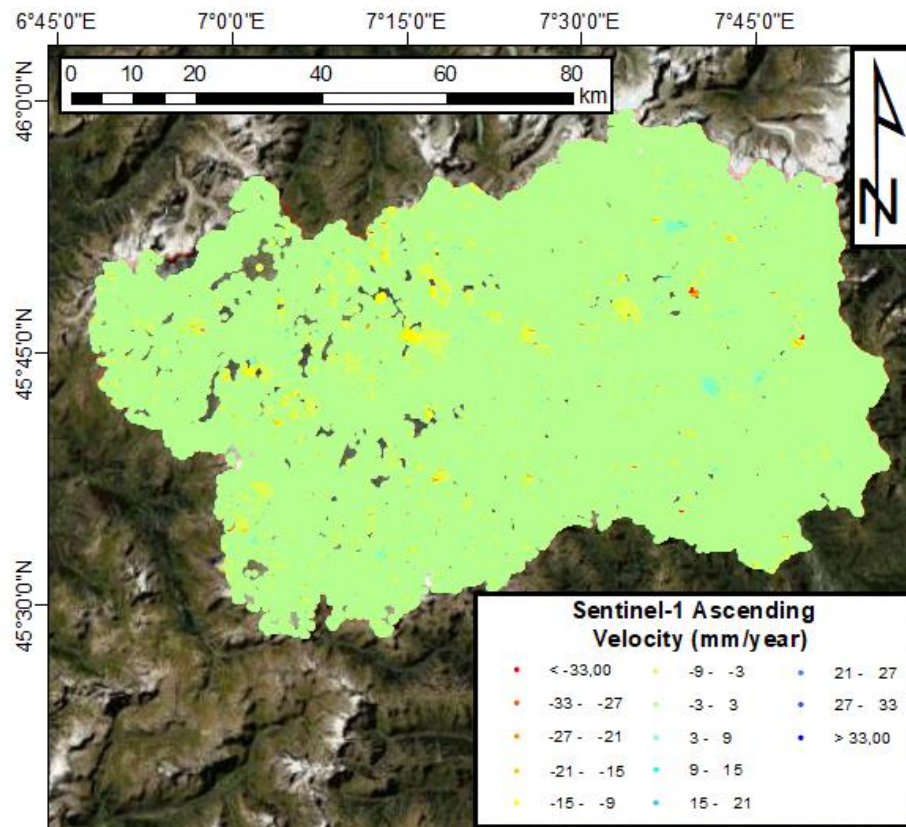 6°45'0"E 7°0'0"E 7°15'0"E 7°30'0"E 7°45'0"E
0 10 20 40 60 80
km
N
46°0'0"N
45°45'0"N
45°30'0"N
Sentinel-1 Ascending
Velocity (mm/year)
< -33,00
-33 - -27
-27 - -21
-21 - -15
-15 - -9
-9 - -3
-3 - 3
3 - 9
9 - 15
15 - 21
21 - 27
27 - 33
> 33,00